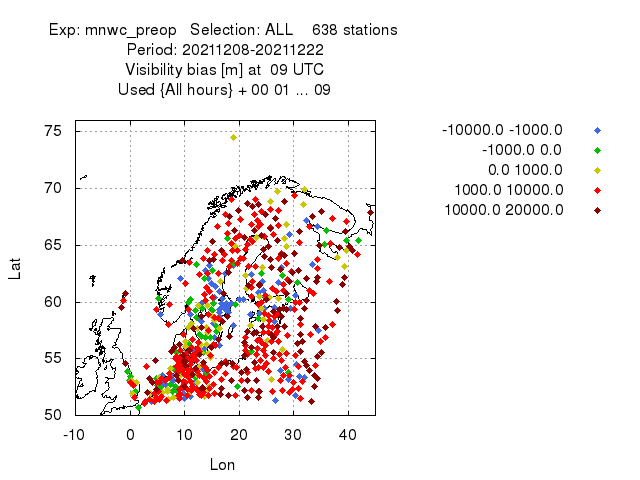 Exp: mnwc_preop Selection: ALL 638 stations
Period: 20211208-20211222
Visibility bias [m] at 09 UTC
Used {All hours} + 00 01 ... 09
-10000.0 -1000.0
-1000.0 0.0
0.0 1000.0
1000.0 10000.0
10000.0 20000.0
75
70
65
60
55
50
Lat
-10 0 10 20 30 40
Lon